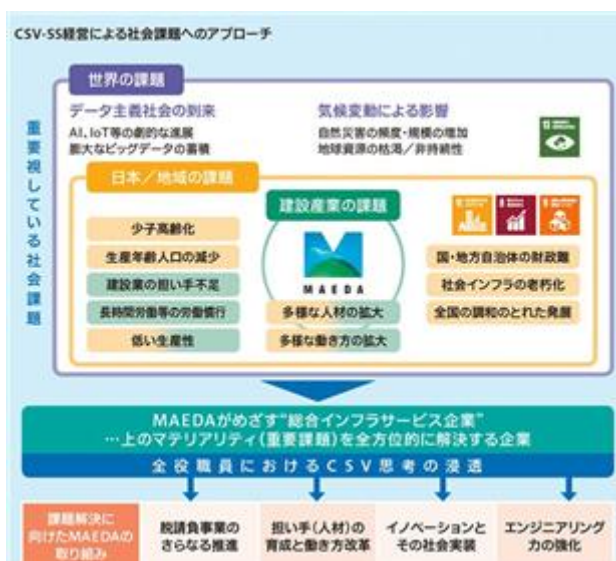 CSV-SS経営による社会課題へのアプローチ
重要視している社会課題
世界の課題
データ主義社会の到来
AI、IoT等の劇的な進展
膨大なビッグデータの蓄積
気候変動による影響
自然災害の頻度・規模の増加
地球資源の枯渇／非持続性
日本／地域の課題
少子高齢化
生産年齢人口の減少
建設業の担い手不足
長時間労働等の労働慣行
低い生産性
建設産業の課題
MAEDA
多様な人材の拡大
多様な働き方の拡大
国・地方自治体の財政難
社会インフラの老朽化
全国の調和のとれた発展
MAEDAがめざす“総合インフラサービス企業”
…上のマテリアリティ（重要課題）を全方位的に解決する企業
全役職員におけるCSV思考の浸透
課題解決に
向けたMAEDAの
取り組み
脱請負事業の
さらなる推進
担い手（人材）の
育成と働き方改革
イノベーションと
その社会実装
エンジニアリング
力の強化